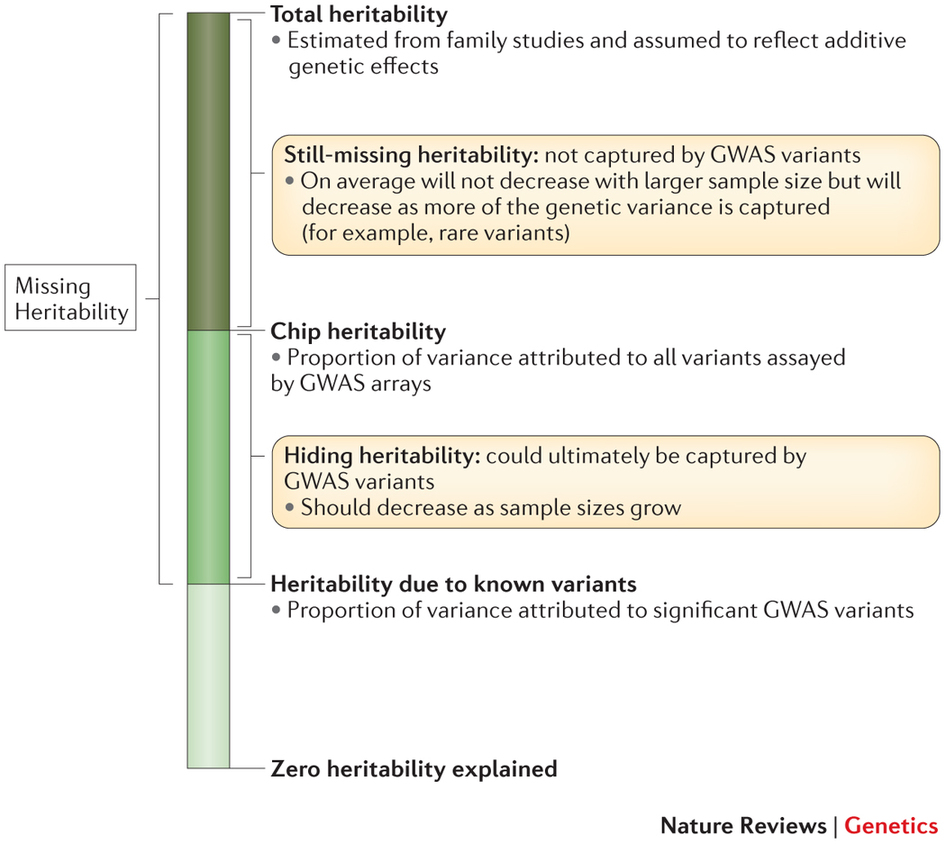 Total heritability
• Estimated from family studies and assumed to reflect additive
genetic effects
Still-missing heritability: not captured by GWAS variants
• On average will not decrease with larger sample size but will
decrease as more of the genetic variance is captured
(for example, rare variants)
Missing
Heritability
Chip heritability
• Proportion of variance attributed to all variants assayed
by GWAS arrays
Hiding heritability: could ultimately be captured by
GWAS variants
• Should decrease as sample sizes grow
Heritability due to known variants
• Proportion of variance attributed to significant GWAS variants
Zero heritability explained
Nature Reviews | Genetics